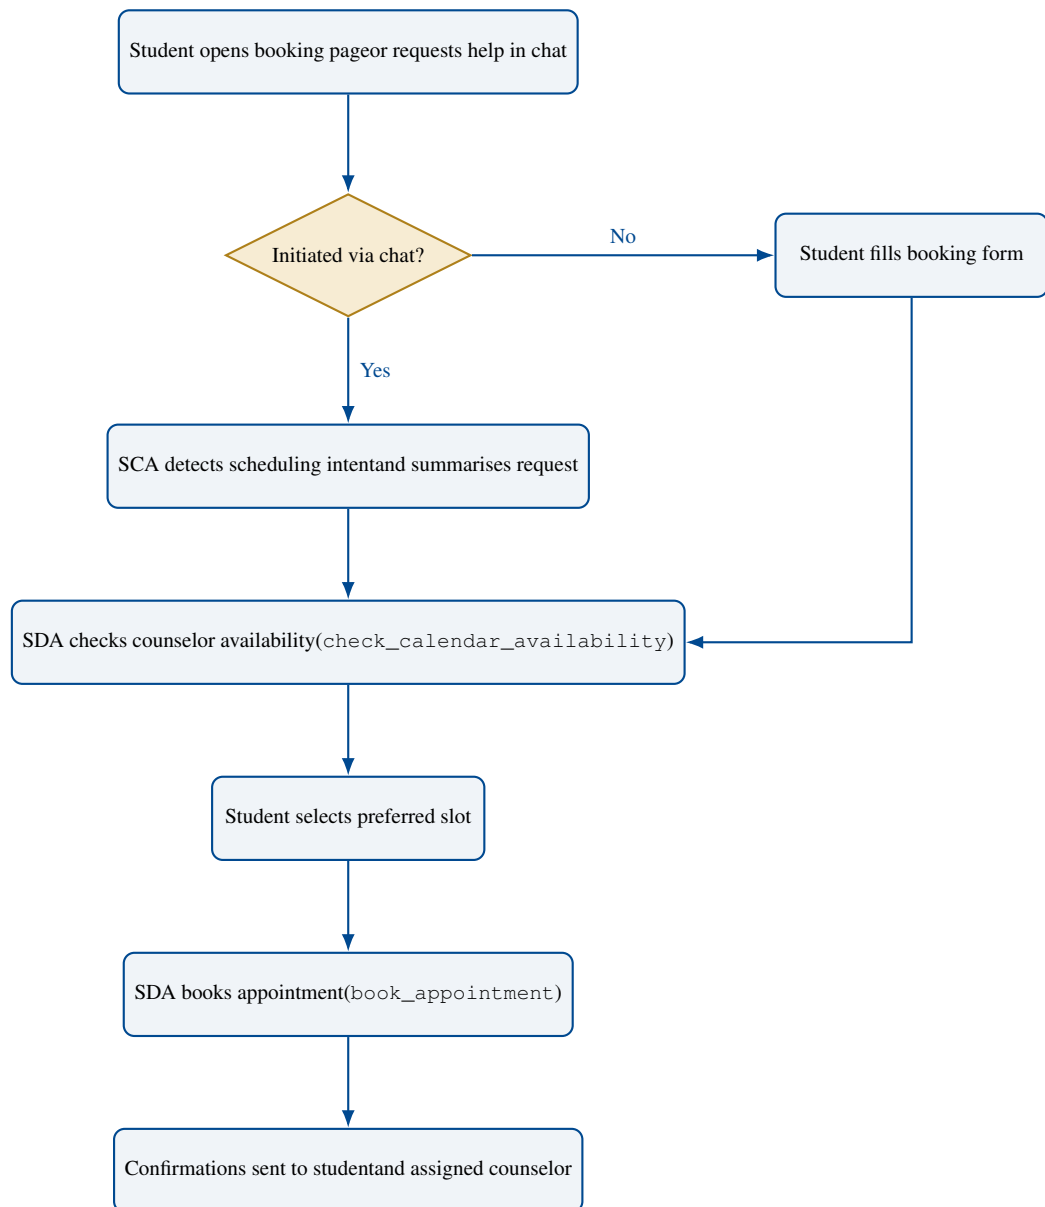 Student opens booking pageor requests help in chat
Initiated via chat?
No
Student fills booking form
Yes
SCA detects scheduling intentand summarises request
SDA checks counselor availability(check_calendar_availability)
Student selects preferred slot
SDA books appointment(book_appointment)
Confirmations sent to studentand assigned counselor